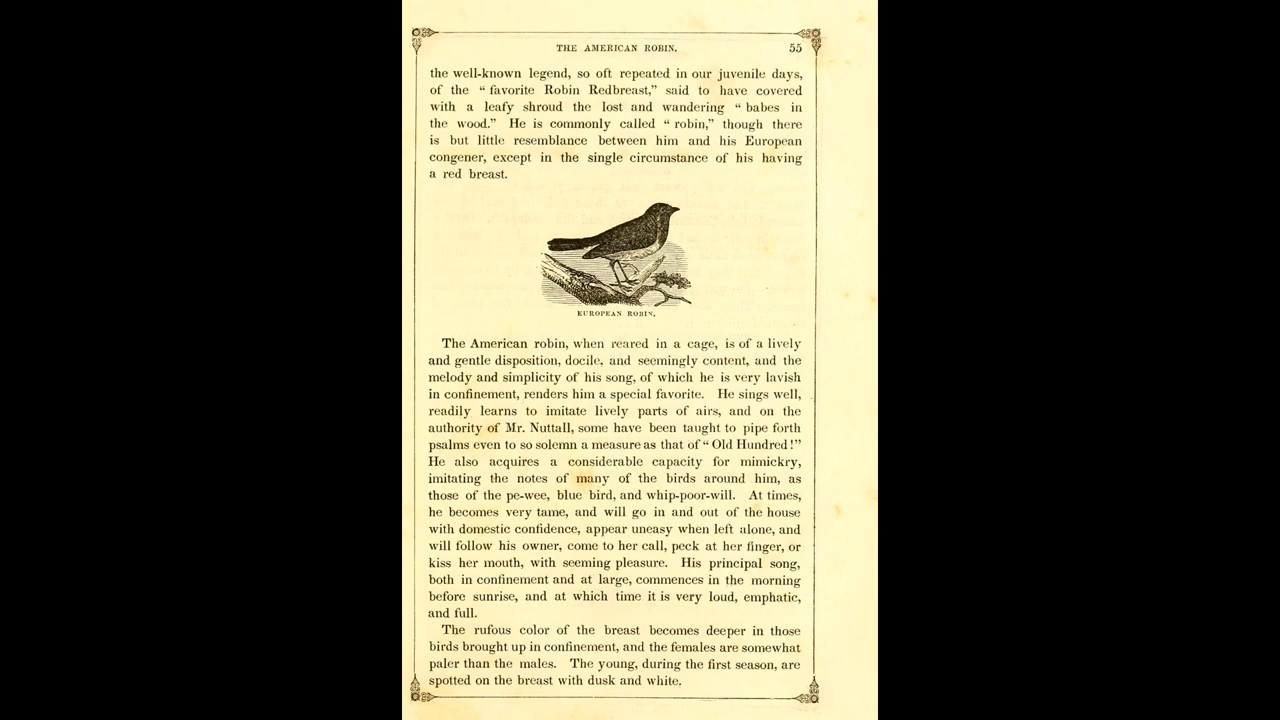 THE AMERICAN ROBIN. 55
the well-known legend, so oft repeated in our juvenile days,
of the “ favorite Robin Redbreast,” said to have covered
with a leafy shroud the lost and wandering “ babes in
the wood.” He is commonly called “ robin,” though there
is but little resemblance between him and his European
congener, except in the single circumstance of his having
a red breast.
EUROPEAN ROBIN.
The American robin, when reared in a cage, is of a lively
and gentle disposition, docile, and seemingly content, and the
melody and simplicity of his song, of which he is very lavish
in confinement, renders him a special favorite. He sings well,
readily learns to imitate lively parts of airs, and on the
authority of Mr. Nuttall, some have been taught to pipe forth
psalms even to so solemn a measure as that of “ Old Hundred!”
He also acquires a considerable capacity for mimickry,
imitating the notes of many of the birds around him, as
those of the pe-wee, blue bird, and whip-poor-will. At times,
he becomes very tame, and will go in and out of the house
with domestic confidence, appear uneasy when left alone, and
will follow his owner, come to her call, peck at her finger, or
kiss her mouth, with seeming pleasure. His principal song,
both in confinement and at large, commences in the morning
before sunrise, and at which time it is very loud, emphatic,
and full.
The rufous color of the breast becomes deeper in those
birds brought up in confinement, and the females are somewhat
paler than the males. The young, during the first season, are
spotted on the breast with dusk and white.